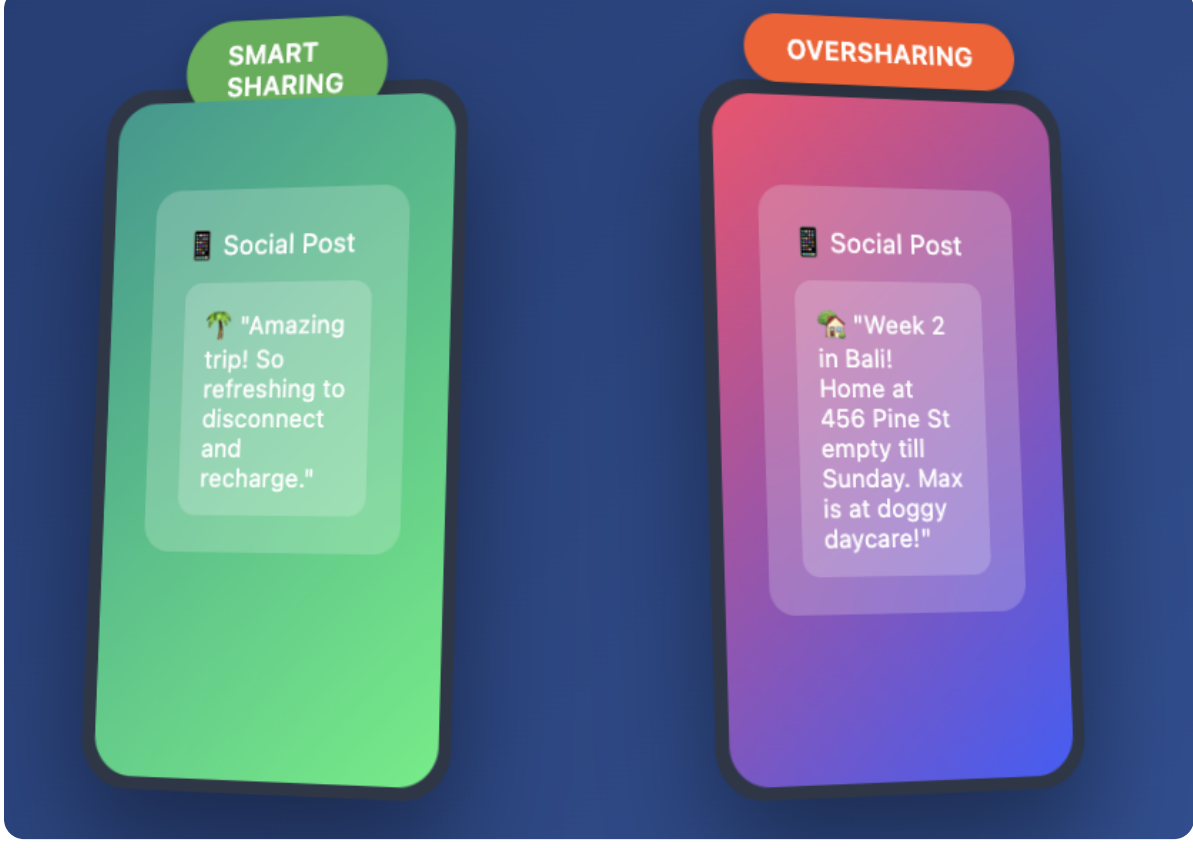 SMART
SHARING
📱 Social Post
🌴 "Amazing
trip! So
refreshing to
disconnect
and
recharge."
OVERSHARING
📱 Social Post
🏡 "Week 2
in Bali!
Home at
456 Pine St
empty till
Sunday. Max
is at doggy
daycare!"